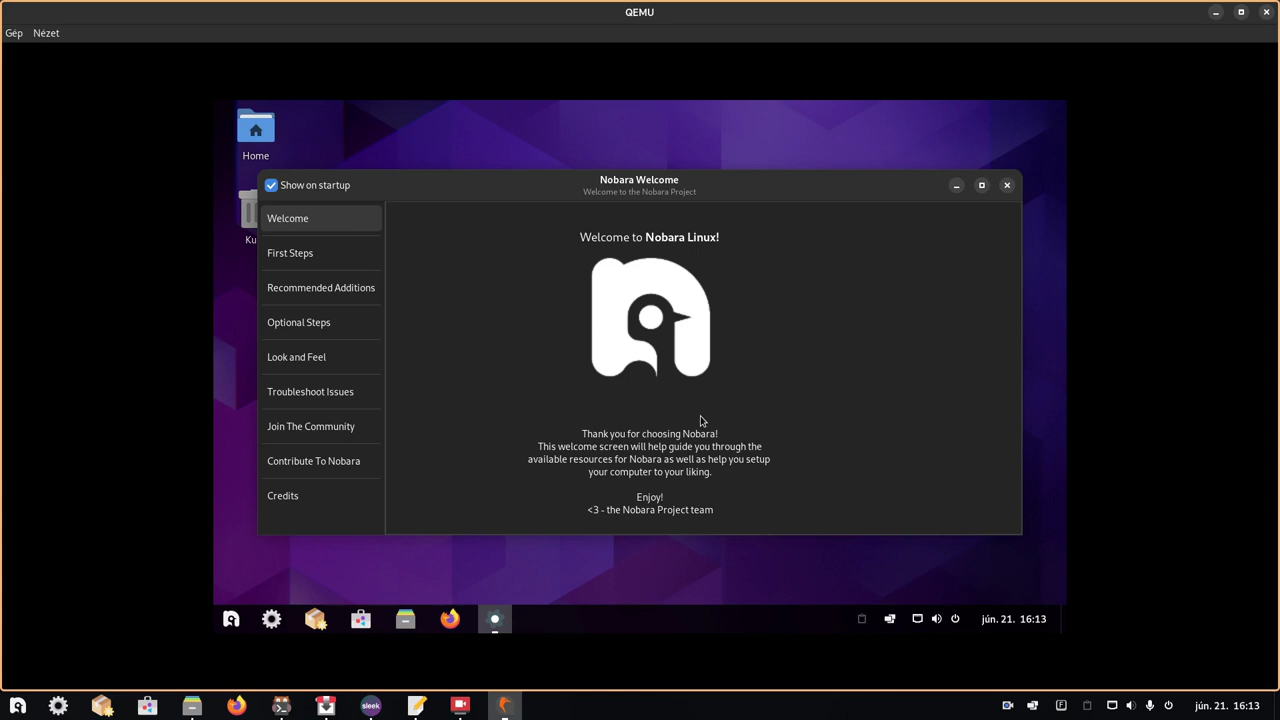 QEMU
Gép Nézet
Home
Ku
Show on startup
Nobara Welcome
Welcome to the Nobara Project
Welcome
First Steps
Recommended Additions
Optional Steps
Look and Feel
Troubleshoot Issues
Join The Community
Contribute To Nobara
Credits
Welcome to Nobara Linux!
Thank you for choosing Nobara!
This welcome screen will help guide you through the
available resources for Nobara as well as help you setup
your computer to your liking.
Enjoy!
<3 - the Nobara Project team
jún. 21. 16:13
sleek
jún. 21. 16:13